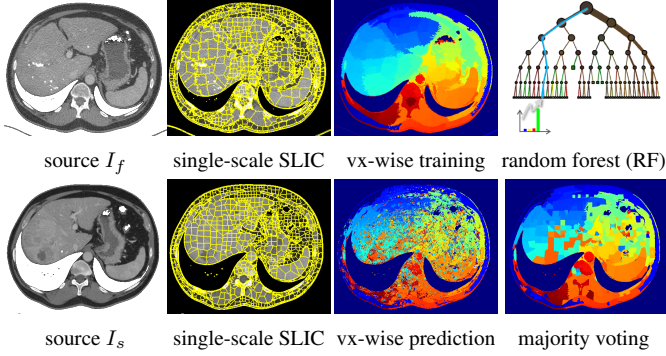 source I_f single-scale SLIC vx-wise training random forest (RF)
source I_s single-scale SLIC vx-wise prediction majority voting